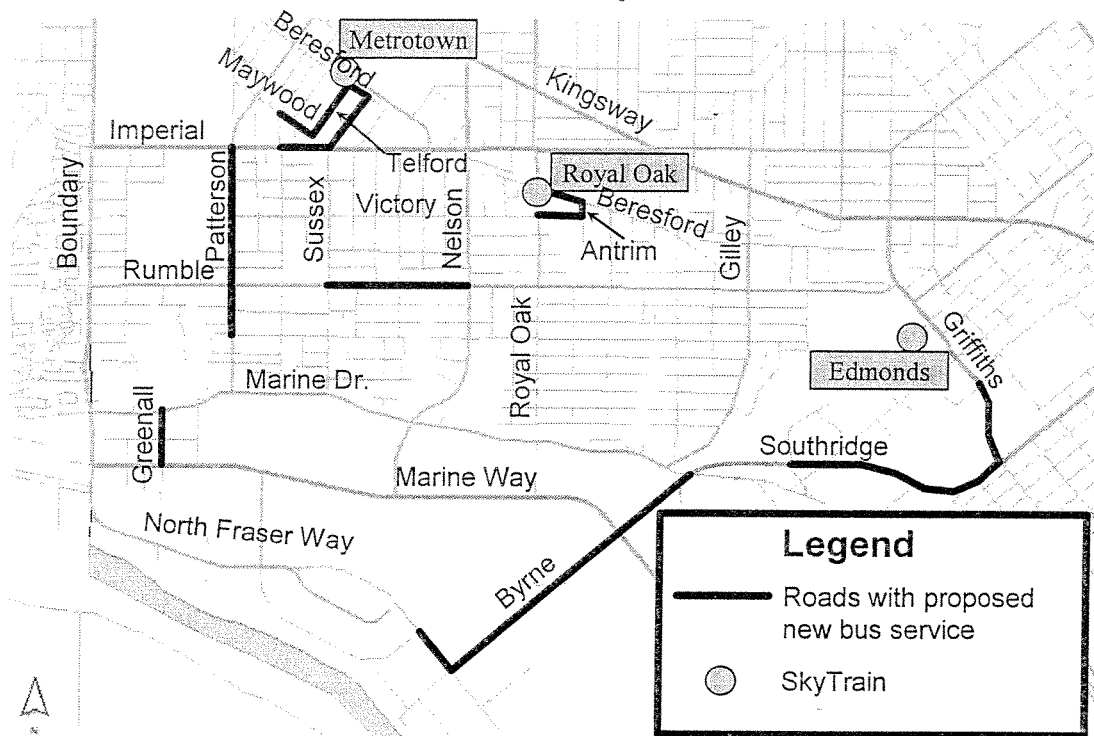 Beresford
Metrotown
Maywood
Kingsway
Imperial
Telford
Royal Oak
Boundary
Patterson
Sussex
Victory
Nelson
Beresford
Antrim
Gilley
Rumble
Royal Oak
Griffiths
Edmonds
Marine Dr.
Greenall
Southridge
Marine Way
North Fraser Way
Byrne
Legend
Roads with proposed
new bus service
SkyTrain
N